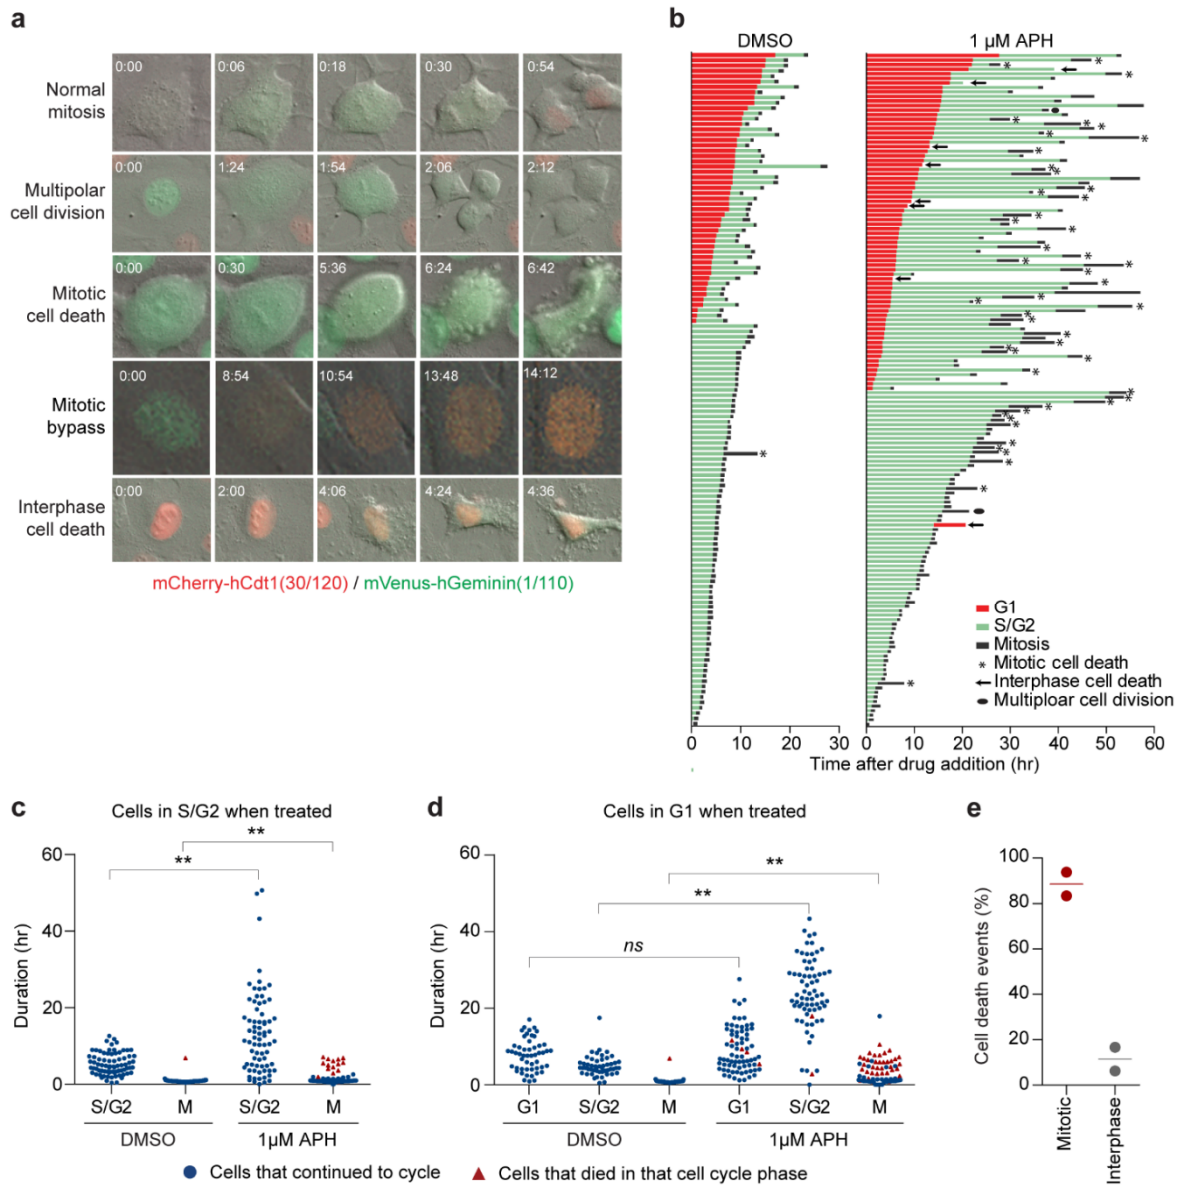 a
Normal
mitosis
0:00
0:06
0:18
0:30
0:54
Multipolar
cell division
0:00
1:24
1:54
2:06
2:12
Mitotic
cell death
0:00
0:30
5:36
6:24
6:42
Mitotic
bypass
0:00
8:54
10:54
13:48
14:12
Interphase
cell death
0:00
2:00
4:06
4:24
4:36
mCherry-hCdt1(30/120) / mVenus-hGeminin(1/110)
b
DMSO
1 µM APH
G1
S/G2
Mitosis
* Mitotic cell death
Interphase cell death
Multiploar cell division
0 10 20 30
0 10 20 30 40 50 60
Time after drug addition (hr)
c
Cells in S/G2 when treated
**
**
Duration (hr)
60
40
20
0
S/G2 M S/G2 M
DMSO 1µM APH
d
Cells in G1 when treated
**
**
ns
Duration (hr)
60
40
20
0
G1 S/G2 M G1 S/G2 M
DMSO 1µM APH
Cells that continued to cycle
Cells that died in that cell cycle phase
e
Cell death events (%)
100
80
60
40
20
0
Mitotic
Interphase